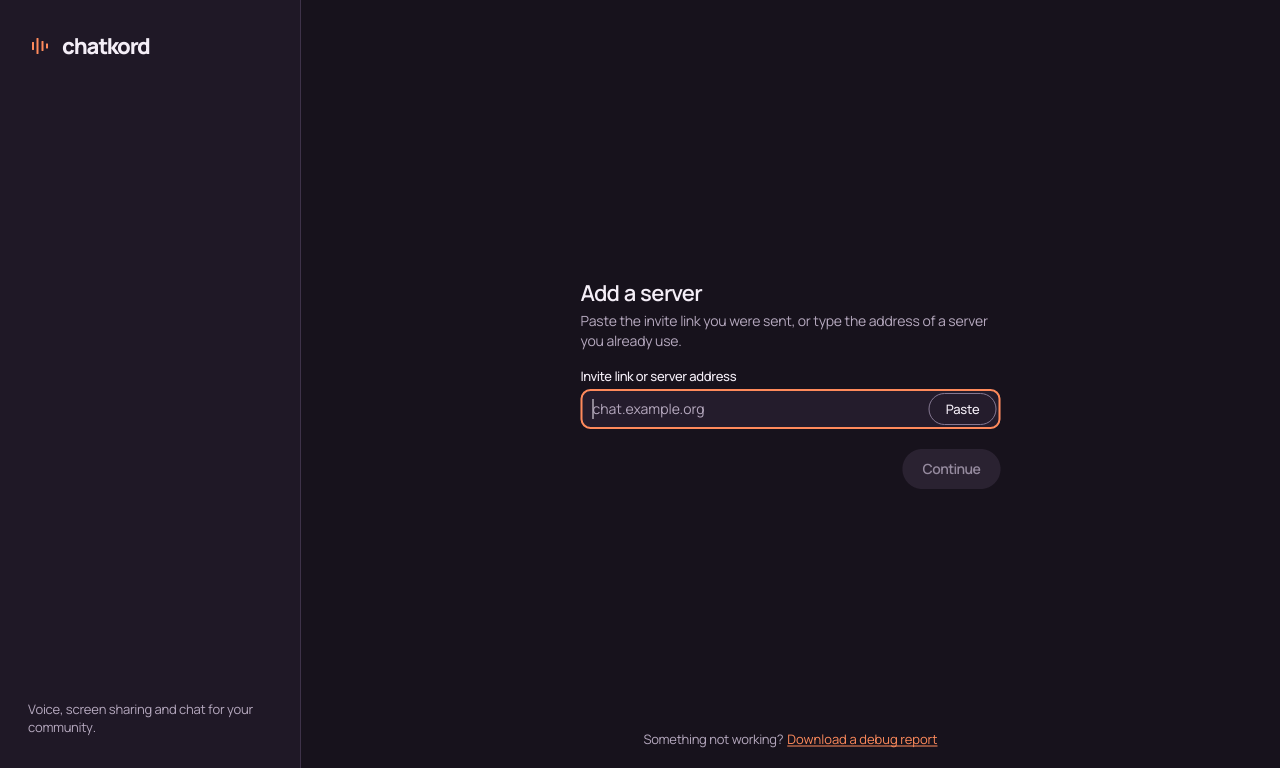 chatkord
Add a server
Paste the invite link you were sent, or type the address of a server
you already use.
Invite link or server address
chat.example.org
Paste
Continue
Voice, screen sharing and chat for your
community.
Something not working? Download a debug report